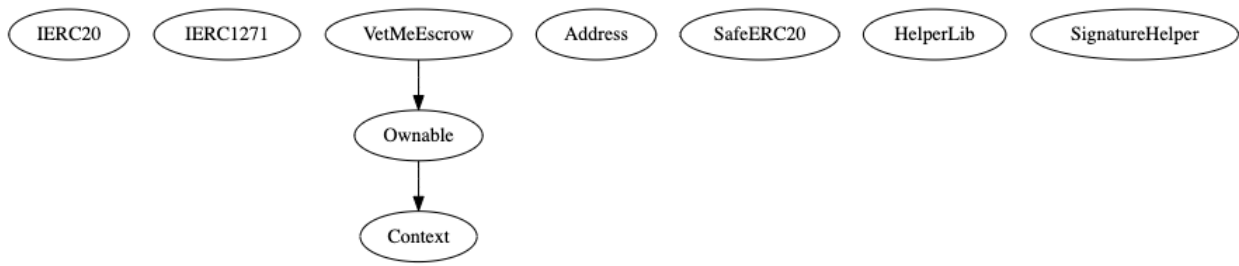 IERC20 IERC1271 VetMeEscrow Address SafeERC20 HelperLib SignatureHelper
Ownable
Context